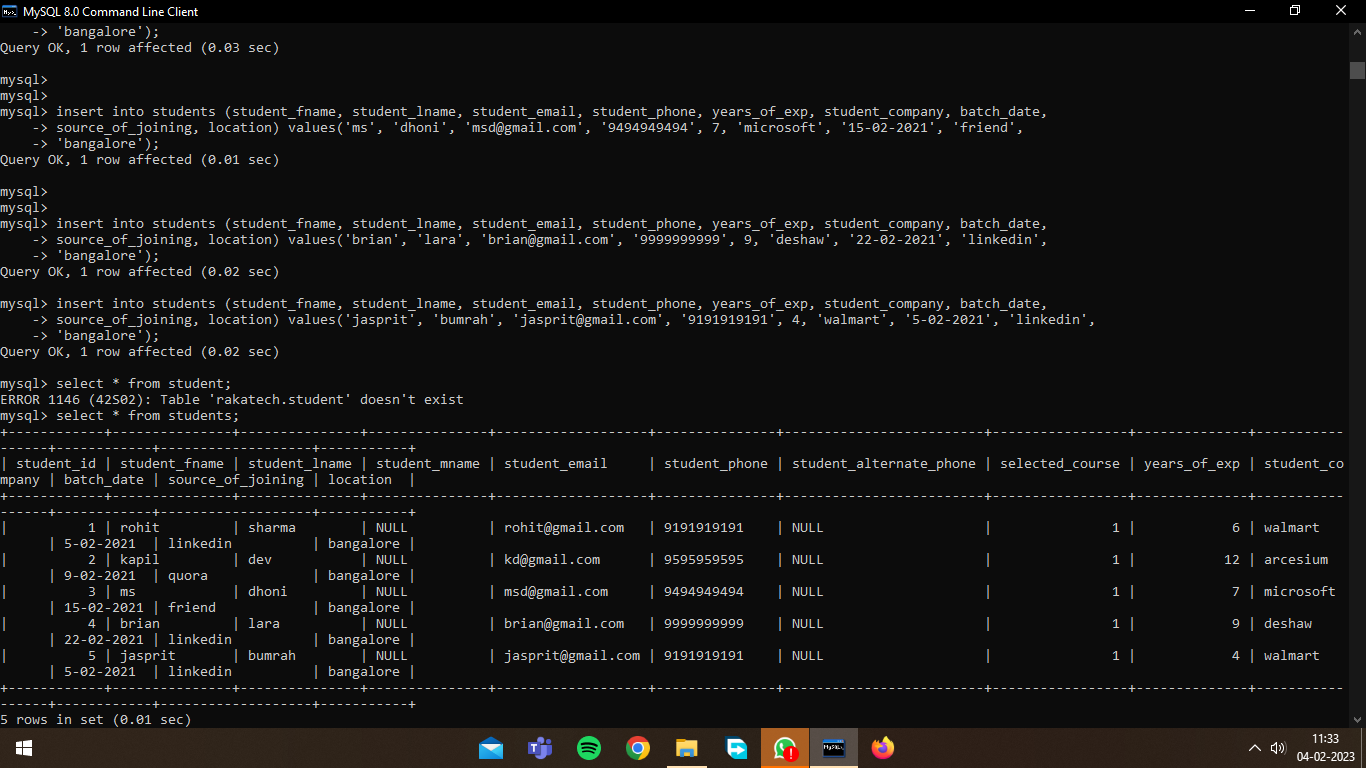 MySQL 8.0 Command Line Client
    -> 'bangalore');
Query OK, 1 row affected (0.03 sec)
mysql>
mysql>
mysql> insert into students (student_fname, student_lname, student_email, student_phone, years_of_exp, student_company, batch_date,
    -> source_of_joining, location) values('ms', 'dhoni', 'msd@gmail.com', '9494949494', 7, 'microsoft', '15-02-2021', 'friend',
    -> 'bangalore');
Query OK, 1 row affected (0.01 sec)
mysql>
mysql>
mysql> insert into students (student_fname, student_lname, student_email, student_phone, years_of_exp, student_company, batch_date,
    -> source_of_joining, location) values('brian', 'lara', 'brian@gmail.com', '9999999999', 9, 'deshaw', '22-02-2021', 'linkedin',
    -> 'bangalore');
Query OK, 1 row affected (0.02 sec)
mysql> insert into students (student_fname, student_lname, student_email, student_phone, years_of_exp, student_company, batch_date,
    -> source_of_joining, location) values('jasprit', 'bumrah', 'jasprit@gmail.com', '9191919191', 4, 'walmart', '5-02-2021', 'linkedin',
    -> 'bangalore');
Query OK, 1 row affected (0.02 sec)
mysql> select * from student;
ERROR 1146 (42S02): Table 'rakatech.student' doesn't exist
mysql> select * from students;
+------------+---------------+---------------+---------------+-------------------+---------------+-------------------------+-----------------+--------------+-----------
------+------------+-------------------+-----------+
| student_id | student_fname | student_lname | student_mname | student_email     | student_phone | student_alternate_phone | selected_course | years_of_exp | student_co
mpany | batch_date | source_of_joining | location  |
+------------+---------------+---------------+---------------+-------------------+---------------+-------------------------+-----------------+--------------+-----------
------+------------+-------------------+-----------+
|          1 | rohit         | sharma        | NULL          | rohit@gmail.com   | 9191919191    | NULL                    |               1 |            6 | walmart
      | 5-02-2021  | linkedin          | bangalore |
|          2 | kapil         | dev           | NULL          | kd@gmail.com      | 9595959595    | NULL                    |               1 |           12 | arcesium
      | 9-02-2021  | quora             | bangalore |
|          3 | ms            | dhoni         | NULL          | msd@gmail.com     | 9494949494    | NULL                    |               1 |            7 | microsoft
      | 15-02-2021 | friend            | bangalore |
|          4 | brian         | lara          | NULL          | brian@gmail.com   | 9999999999    | NULL                    |               1 |            9 | deshaw
      | 22-02-2021 | linkedin          | bangalore |
|          5 | jasprit       | bumrah        | NULL          | jasprit@gmail.com | 9191919191    | NULL                    |               1 |            4 | walmart
      | 5-02-2021  | linkedin          | bangalore |
+------------+---------------+---------------+---------------+-------------------+---------------+-------------------------+-----------------+--------------+-----------
------+------------+-------------------+-----------+
5 rows in set (0.01 sec)
11:33
04-02-2023